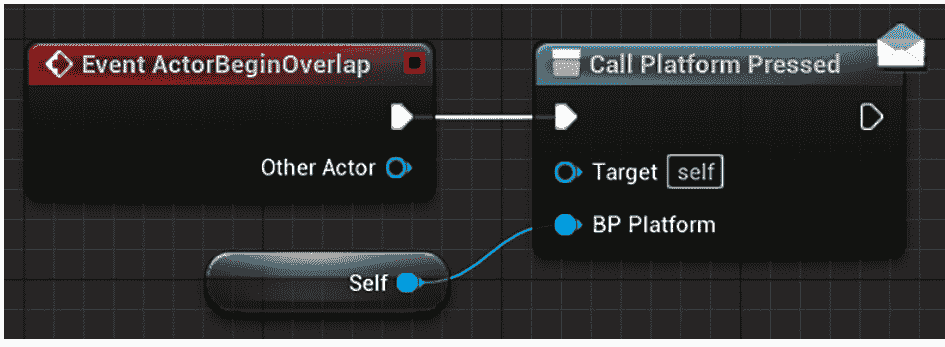 Event ActorBeginOverlap
Call Platform Pressed
Other Actor
Target self
BP Platform
Self